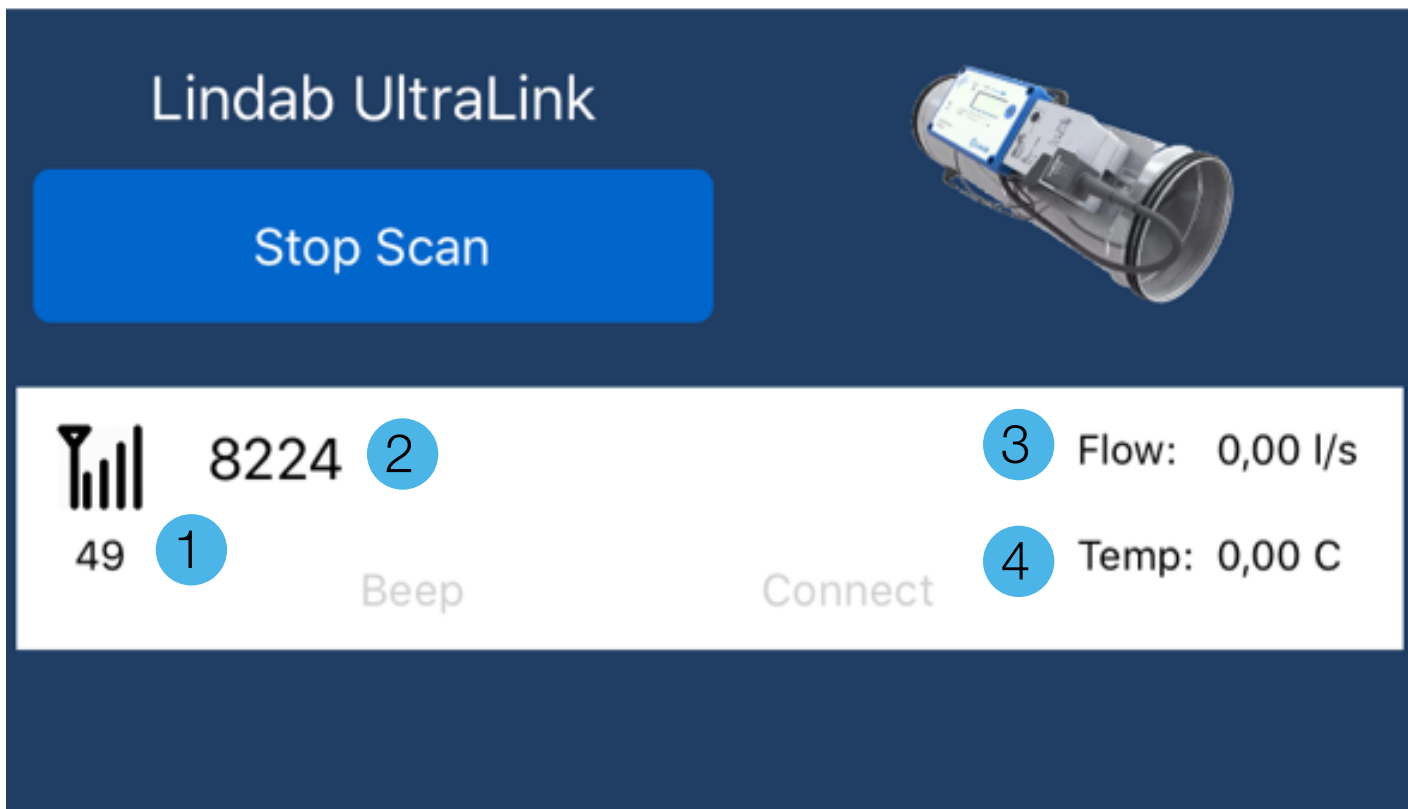 Lindab UltraLink
Stop Scan
8224 2
3 Flow: 0,00 l/s
49 1
4 Temp: 0,00 C
Beep Connect